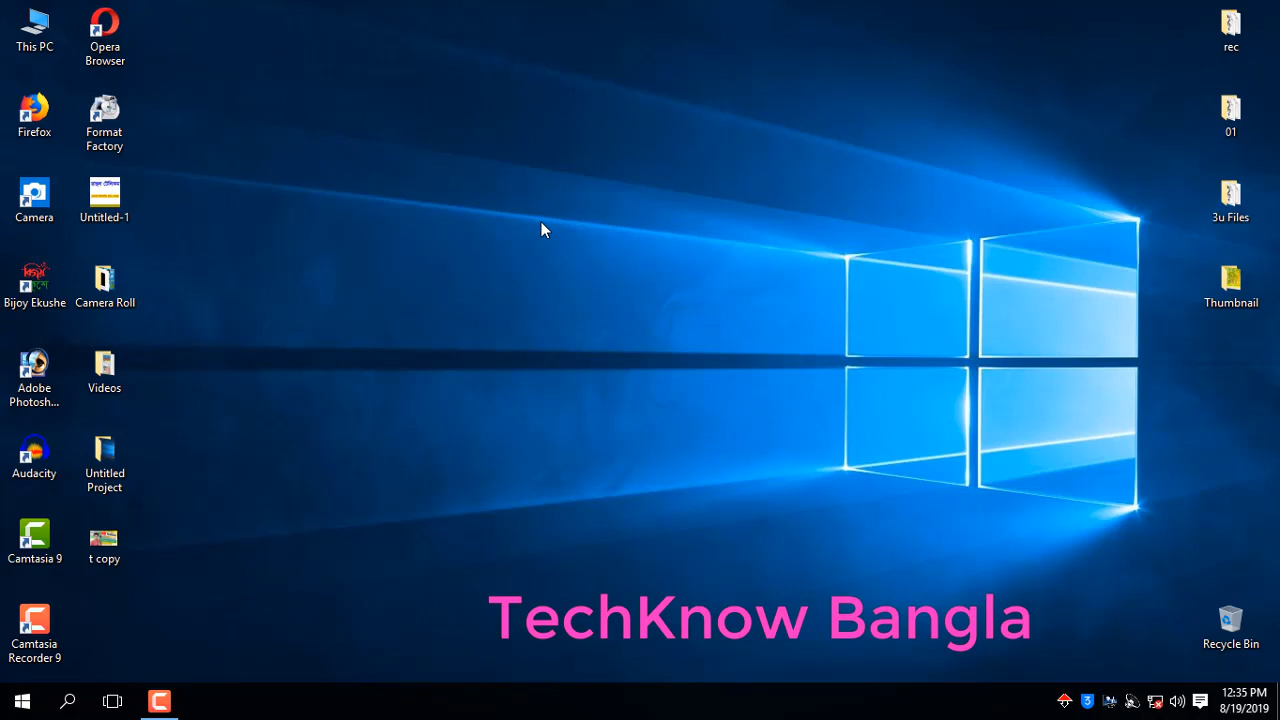 This PC
Opera
Browser
Firefox
Format
Factory
Camera
Untitled-1
Bijoy Ekushe
Camera Roll
Adobe
Photosh...
Videos
Audacity
Untitled
Project
Camtasia 9
t copy
Camtasia
Recorder 9
rec
01
3u Files
Thumbnail
Recycle Bin
TechKnow Bangla
12:35 PM
8/19/2019